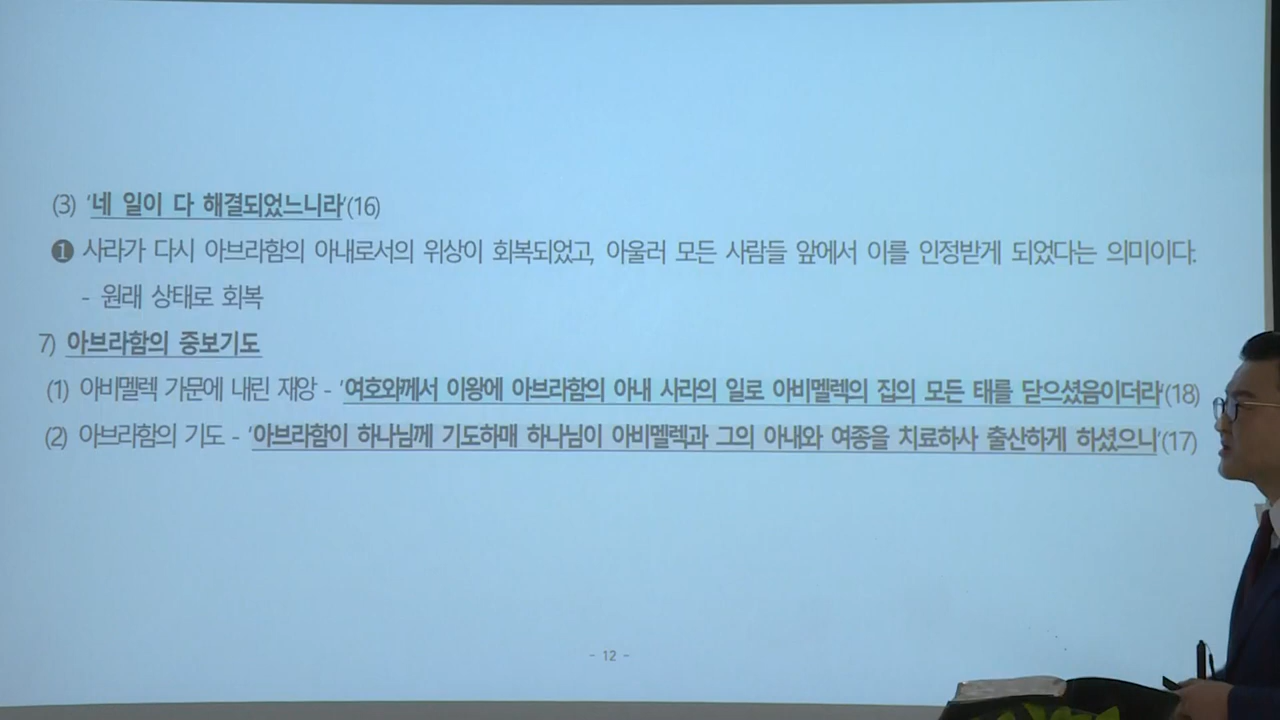 (3) '네 일이 다 해결되었느니라'(16)
❶ 사라가 다시 아브라함의 아내로서의 위상이 회복되었고, 아울러 모든 사람들 앞에서 이를 인정받게 되었다는 의미이다.
- 원래 상태로 회복
7) 아브라함의 중보기도
(1) 아비멜렉 가문에 내린 재앙 - '여호와께서 이왕에 아브라함의 아내 사라의 일로 아비멜렉의 집의 모든 태를 닫으셨음이더라'(18)
(2) 아브라함의 기도 - '아브라함이 하나님께 기도하매 하나님이 아비멜렉과 그의 아내와 여종을 치료하사 출산하게 하셨으니'(17)
- 12 -